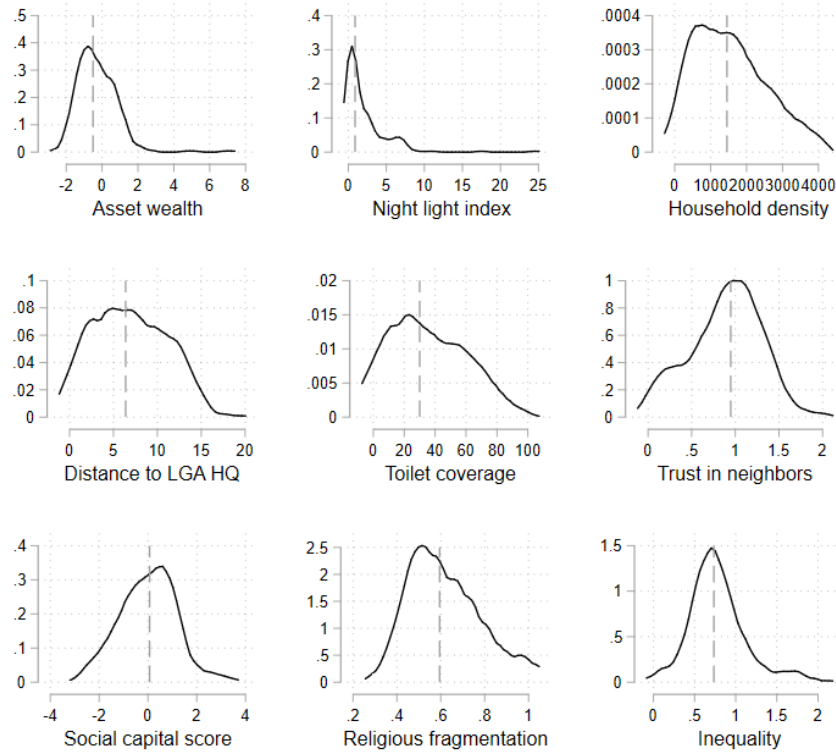 .5
.4
.3
.2
.1
0
-2 0 2 4 6 8
Asset wealth
.4
.3
.2
.1
0
0 5 10 15 20 25
Night light index
.0004
.0003
.0002
.0001
0
0 1000 2000 3000 4000
Household density
.1
.08
.06
.04
.02
0
0 5 10 15 20
Distance to LGA HQ
.02
.015
.01
.005
0
0 20 40 60 80 100
Toilet coverage
1
.8
.6
.4
.2
0
0 .5 1 1.5 2
Trust in neighbors
.4
.3
.2
.1
0
-4 -2 0 2 4
Social capital score
2.5
2
1.5
1
.5
0
.2 .4 .6 .8 1
Religious fragmentation
1.5
1
.5
0
0 .5 1 1.5 2
Inequality